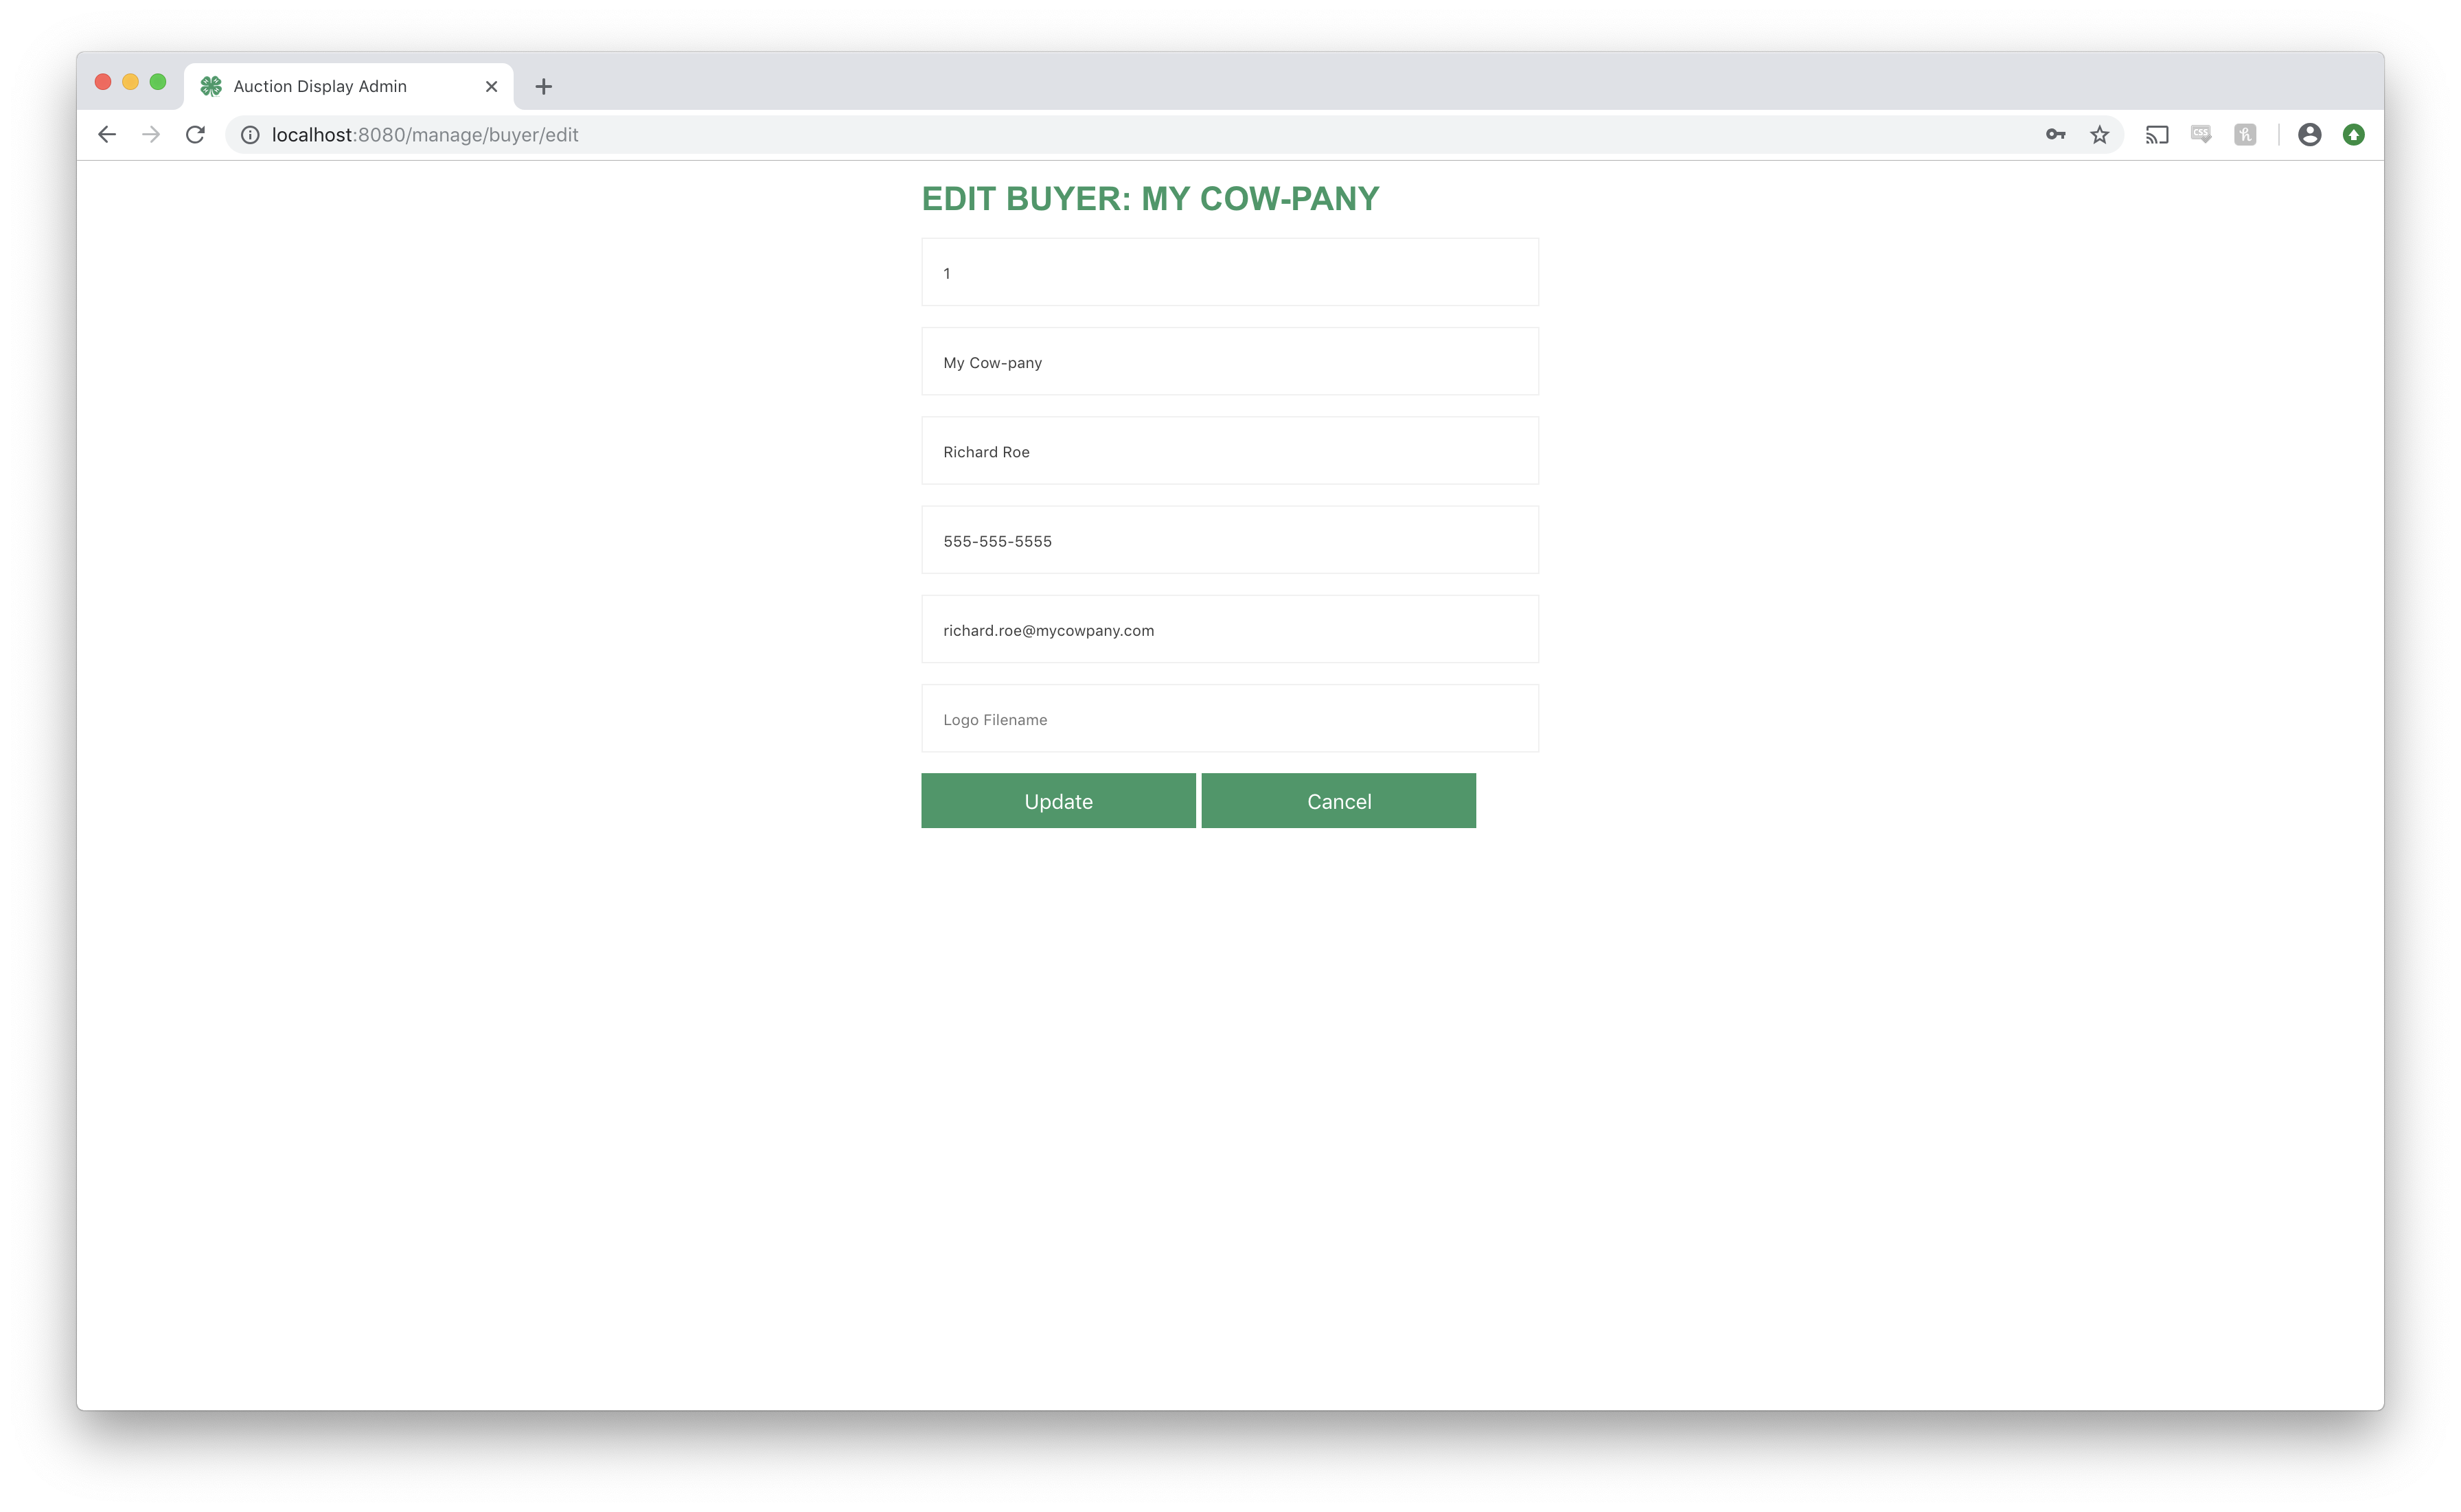 Auction Display Admin
localhost:8080/manage/buyer/edit
CSS
EDIT BUYER: MY COW-PANY
1
My Cow-pany
Richard Roe
555-555-5555
richard.roe@mycowpany.com
Logo Filename
Update Cancel